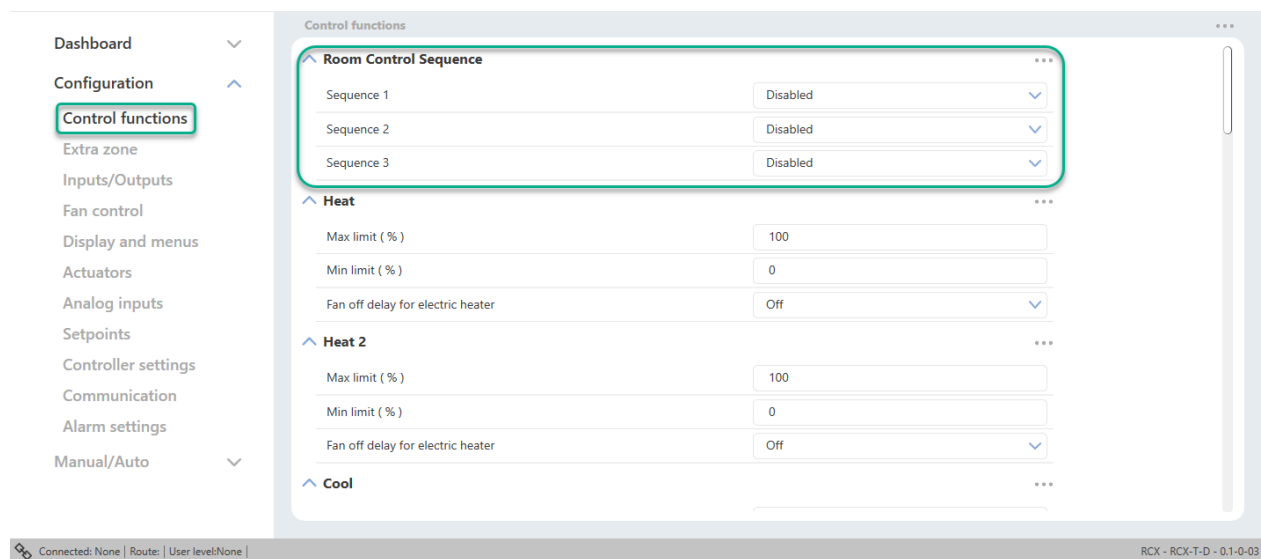 Control functions
Dashboard
Configuration
Control functions
Extra zone
Inputs/Outputs
Fan control
Display and menus
Actuators
Analog inputs
Setpoints
Controller settings
Communication
Alarm settings
Manual/Auto
Room Control Sequence
Sequence 1 Disabled
Sequence 2 Disabled
Sequence 3 Disabled
Heat
Max limit ( % ) 100
Min limit ( % ) 0
Fan off delay for electric heater Off
Heat 2
Max limit ( % ) 100
Min limit ( % ) 0
Fan off delay for electric heater Off
Cool
Connected: None | Route: | User level:None | RCX - RCX-T-D - 0.1-0-03